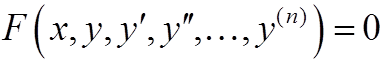 F(x, y, y′, y″, …, y⁽ⁿ⁾) = 0